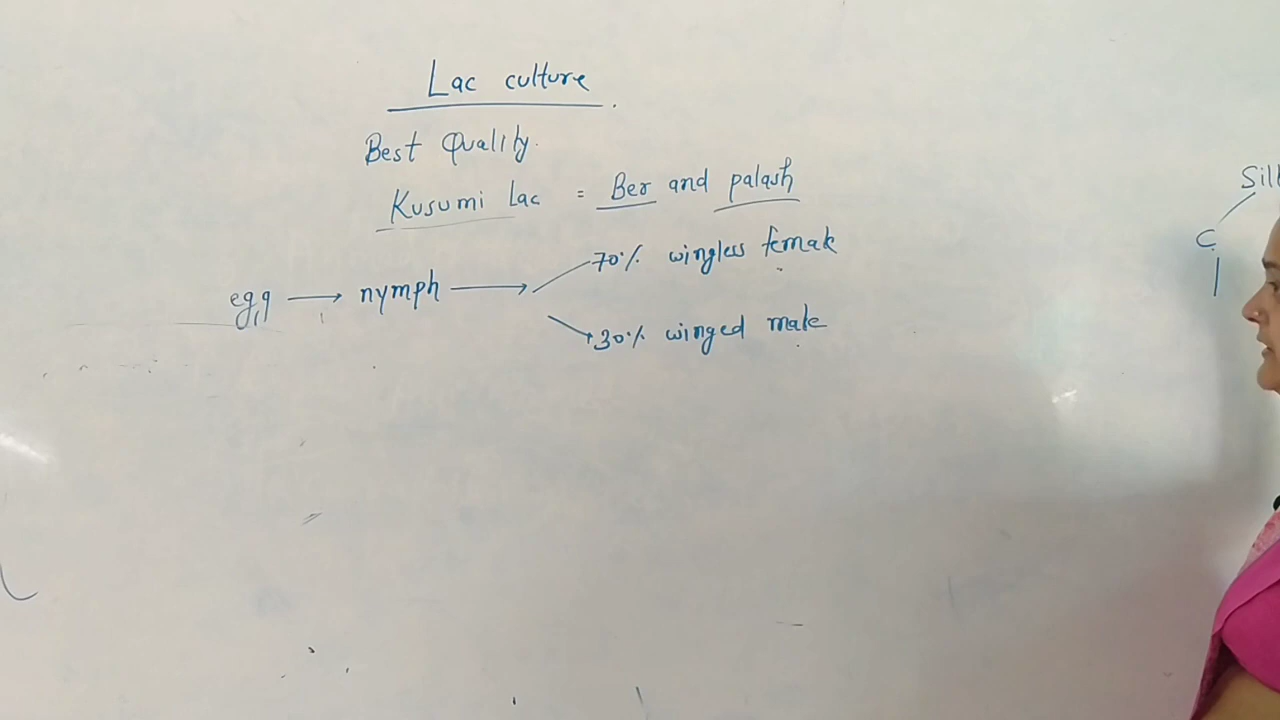 Lac culture
Best Quality.
Kusumi Lac = Ber and palash
egg → nymph → 70% wingless female
30% winged male
C